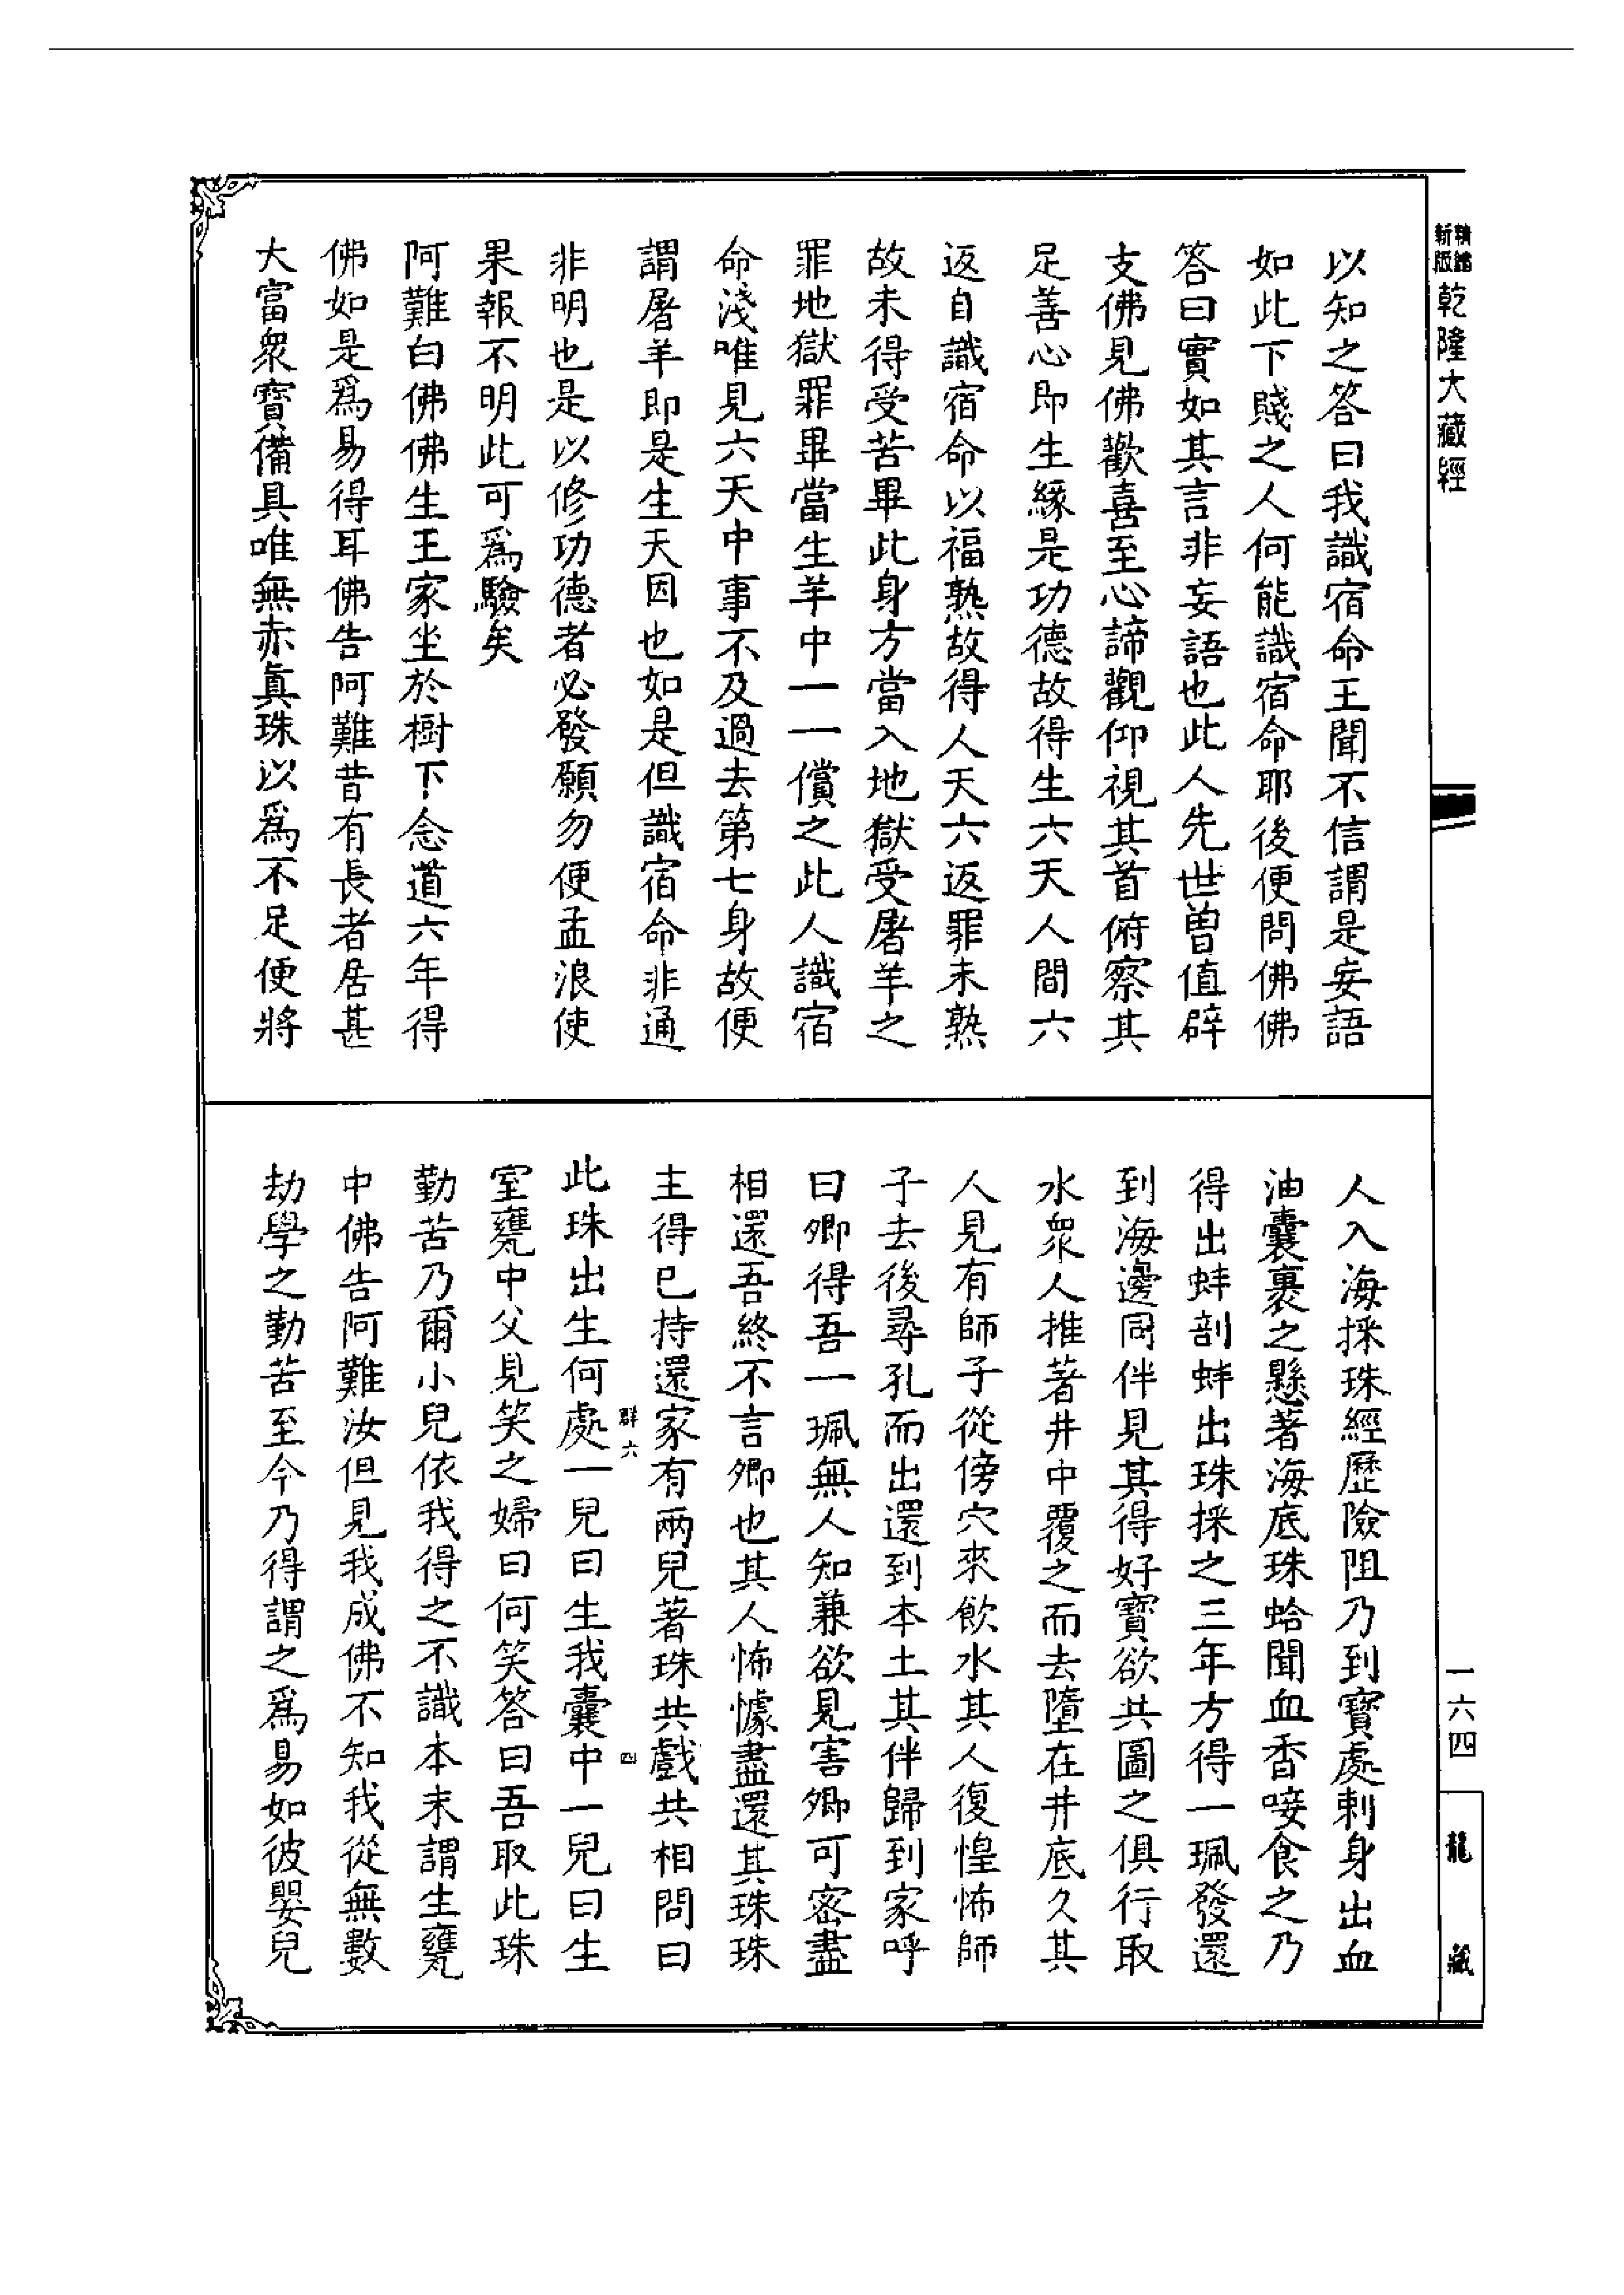 精縮新版
乾隆大藏經
以知之答曰我識宿命王聞不信謂是妄語
如此下賤之人何能識宿命耶後便問佛佛
答曰實如其言非妄語也此人先世曾值辟
支佛見佛歡喜至心諦觀仰視其首俯察其
足善心即生緣是功德故得生六天人間六
返自識宿命以福熟故得人天六返罪未熟
故未得受苦畢此身方當入地獄受屠羊之
罪地獄罪畢當生羊中一一償之此人識宿
命淺唯見六天中事不及過去第七身故便
謂屠羊即是生天因也如是但識宿命非通
非明也是以修功德者必發願勿便孟浪使
果報不明此可為驗矣
阿難白佛佛生王家坐於樹下念道六年得
佛如是為易得耳佛告阿難昔有長者居甚
大富眾寶備具唯無赤真珠以為不足便將
人入海採珠經歷險阻乃到寶處刺身出血
油囊裹之懸著海底珠蛤聞血香唼食之乃
得出蚌剖蚌出珠採之三年方得一珮發還
到海邊同伴見其得好寶欲共圖之俱行取
水眾人推著井中覆之而去墮在井底久其
人見有師子從傍穴來飲水其人復惶怖師
子去後尋孔而出還到本土其伴歸到家呼
曰卿得吾一珮無人知兼欲見害卿可密盡
相還吾終不言卿也其人怖懅盡還其珠珠
主得已持還家有兩兒著珠共戲共相問曰
群六
四
此珠出生何處一兒曰生我囊中一兒曰生
室甕中父見笑之婦曰何笑答曰吾取此珠
勤苦乃爾小兒依我得之不識本末謂生甕
中佛告阿難汝但見我成佛不知我從無數
劫學之勤苦至今乃得謂之為易如彼嬰兒
一六四
龍藏